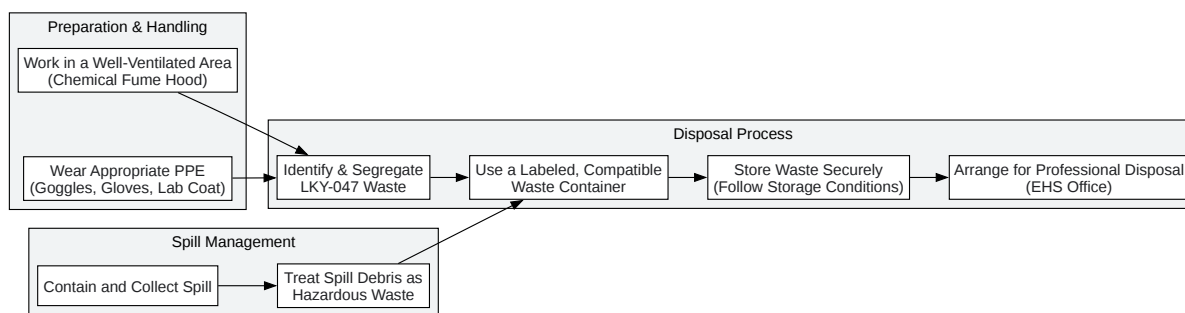 Preparation & Handling
Work in a Well-Ventilated Area
(Chemical Fume Hood)
Wear Appropriate PPE
(Goggles, Gloves, Lab Coat)
Disposal Process
Identify & Segregate
LKY-047 Waste
Use a Labeled, Compatible
Waste Container
Store Waste Securely
(Follow Storage Conditions)
Arrange for Professional Disposal
(EHS Office)
Spill Management
Contain and Collect Spill
Treat Spill Debris as
Hazardous Waste